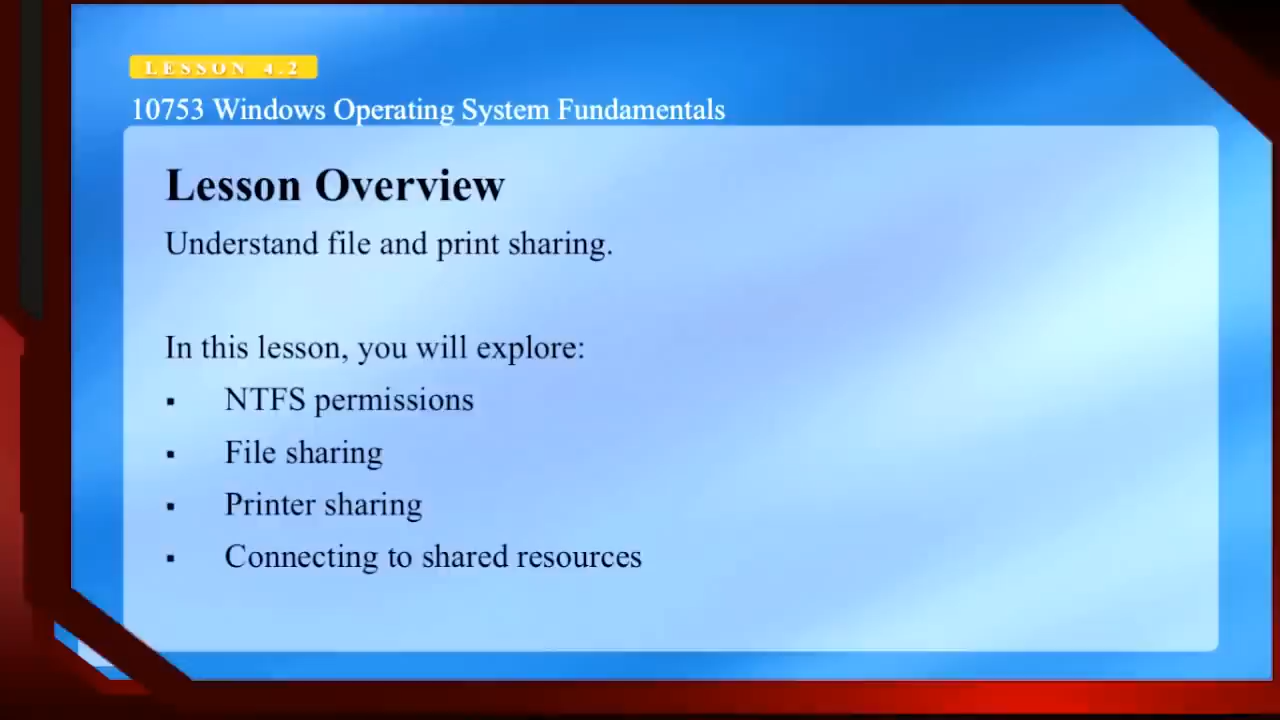 LESSON 4.2
10753 Windows Operating System Fundamentals
Lesson Overview
Understand file and print sharing.
In this lesson, you will explore:
▪ NTFS permissions
▪ File sharing
▪ Printer sharing
▪ Connecting to shared resources